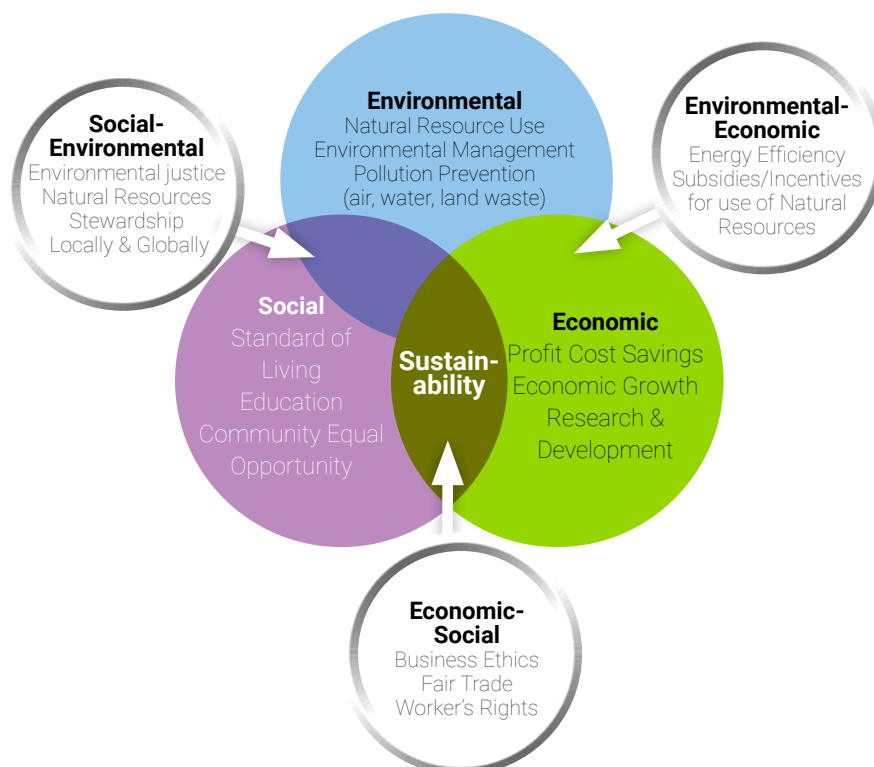 Environmental
Natural Resource Use
Environmental Management
Pollution Prevention
(air, water, land waste)
Social-
Environmental
Environmental justice
Natural Resources
Stewardship
Locally & Globally
Environmental-
Economic
Energy Efficiency
Subsidies/Incentives
for use of Natural
Resources
Social
Standard of
Living
Education
Community Equal
Opportunity
Sustain-
ability
Economic
Profit Cost Savings
Economic Growth
Research &
Development
Economic-
Social
Business Ethics
Fair Trade
Worker's Rights